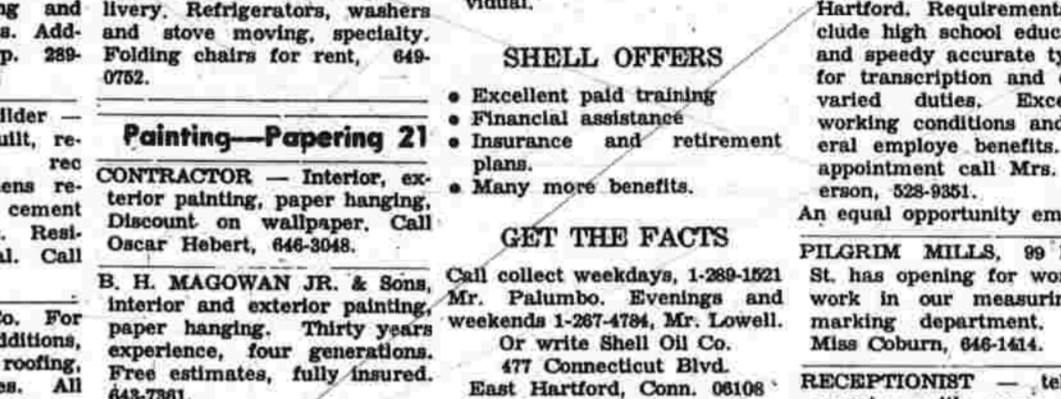 ng and
s. Add-
p. 289-
ilder —
uilt, re-
rec
ens re-
cement
. Resi-
al. Call
Co. For
dditions,
roofing,
es. All
livery. Refrigerators, washers
and stove moving, specialty.
Folding chairs for rent, 649-
0752.
Painting—Papering 21
CONTRACTOR — Interior, ex-
terior painting, paper hanging,
Discount on wallpaper. Call
Oscar Hebert, 646-3048.
B. H. MAGOWAN JR. & Sons,
interior and exterior painting,
paper hanging. Thirty years
experience, four generations.
Free estimates, fully insured.
643-7361.
vidual.
SHELL OFFERS
• Excellent paid training
• Financial assistance
• Insurance and retirement
plans.
• Many more benefits.
GET THE FACTS
Call collect weekdays, 1-289-1521
Mr. Palumbo. Evenings and
weekends 1-267-4784, Mr. Lowell.
Or write Shell Oil Co.
477 Connecticut Blvd.
East Hartford, Conn. 06108
Hartford. Requirement
clude high school educ
and speedy accurate ty
for transcription and
varied duties. Exce
working conditions and
eral employe benefits.
appointment call Mrs.
erson, 528-9351.
An equal opportunity em
PILGRIM MILLS, 99
St. has opening for wo
work in our measurin
marking department.
Miss Coburn, 646-1414.
RECEPTIONIST — tel